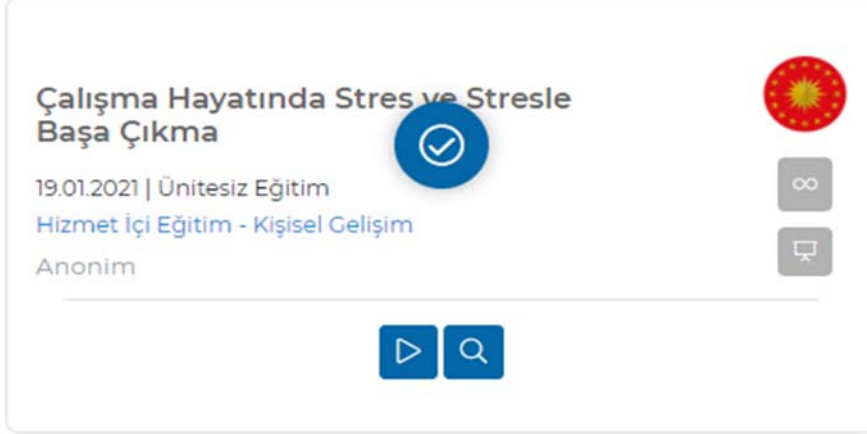 Çalışma Hayatında Stres ve Stresle
Başa Çıkma
19.01.2021 | Ünitesiz Eğitim
Hizmet İçi Eğitim - Kişisel Gelişim
Anonim